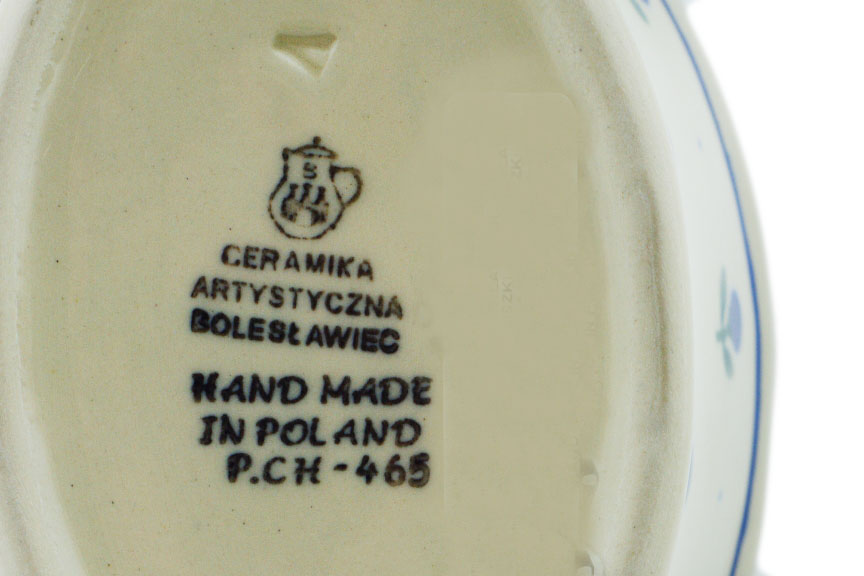 B
CERAMIKA
ARTYSTYCZNA
BOLESŁAWIEC
HAND MADE
IN POLAND
P.CH-465